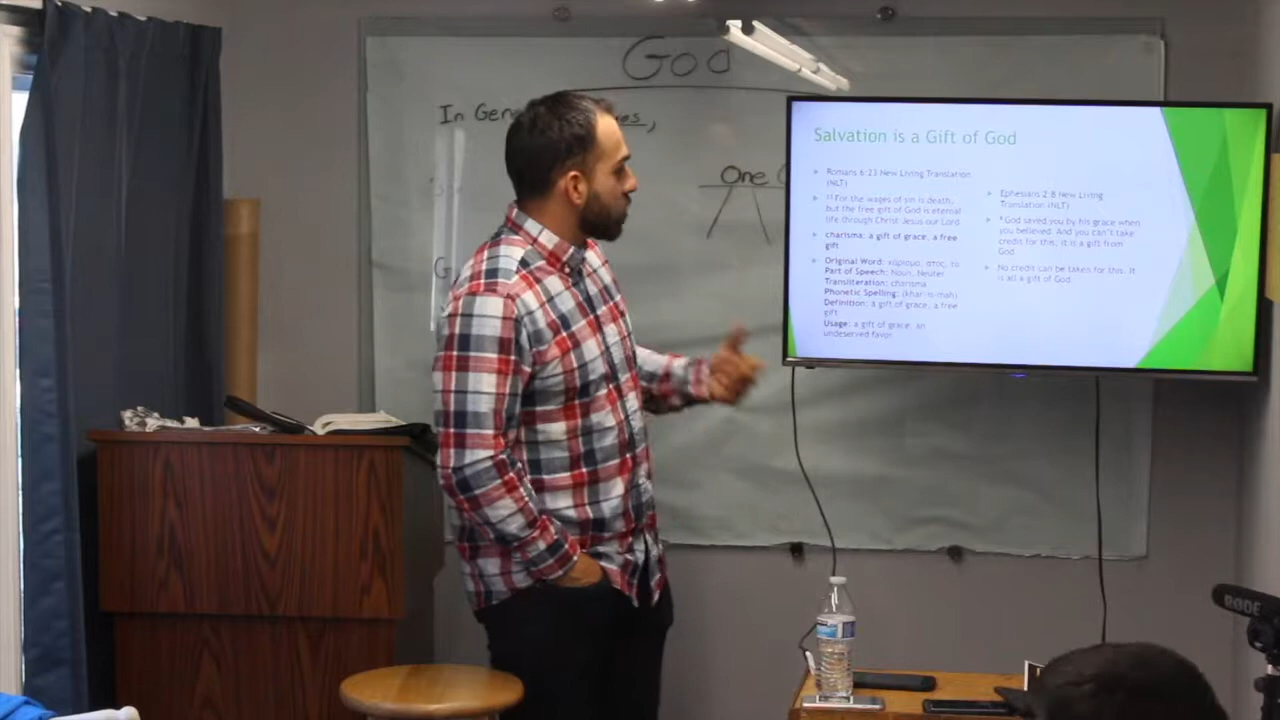 God
In Gen
es,
One
G
Salvation is a Gift of God
Romans 6:23 New Living Translation
(NLT)
23 For the wages of sin is death,
but the free gift of God is eternal
life through Christ Jesus our Lord
charisma: a gift of grace, a free
gift
Original Word: χάρισμα, ατος, το
Part of Speech: Noun, Neuter
Transliteration: charisma
Phonetic Spelling: (khar'-is-mah)
Definition: a gift of grace, a free
gift
Usage: a gift of grace, an
undeserved favor
Ephesians 2:8 New Living
Translation (NLT)
8 God saved you by his grace when
you believed. And you can't take
credit for this; it is a gift from
God
No credit can be taken for this. It
is all a gift of God.
RØDE